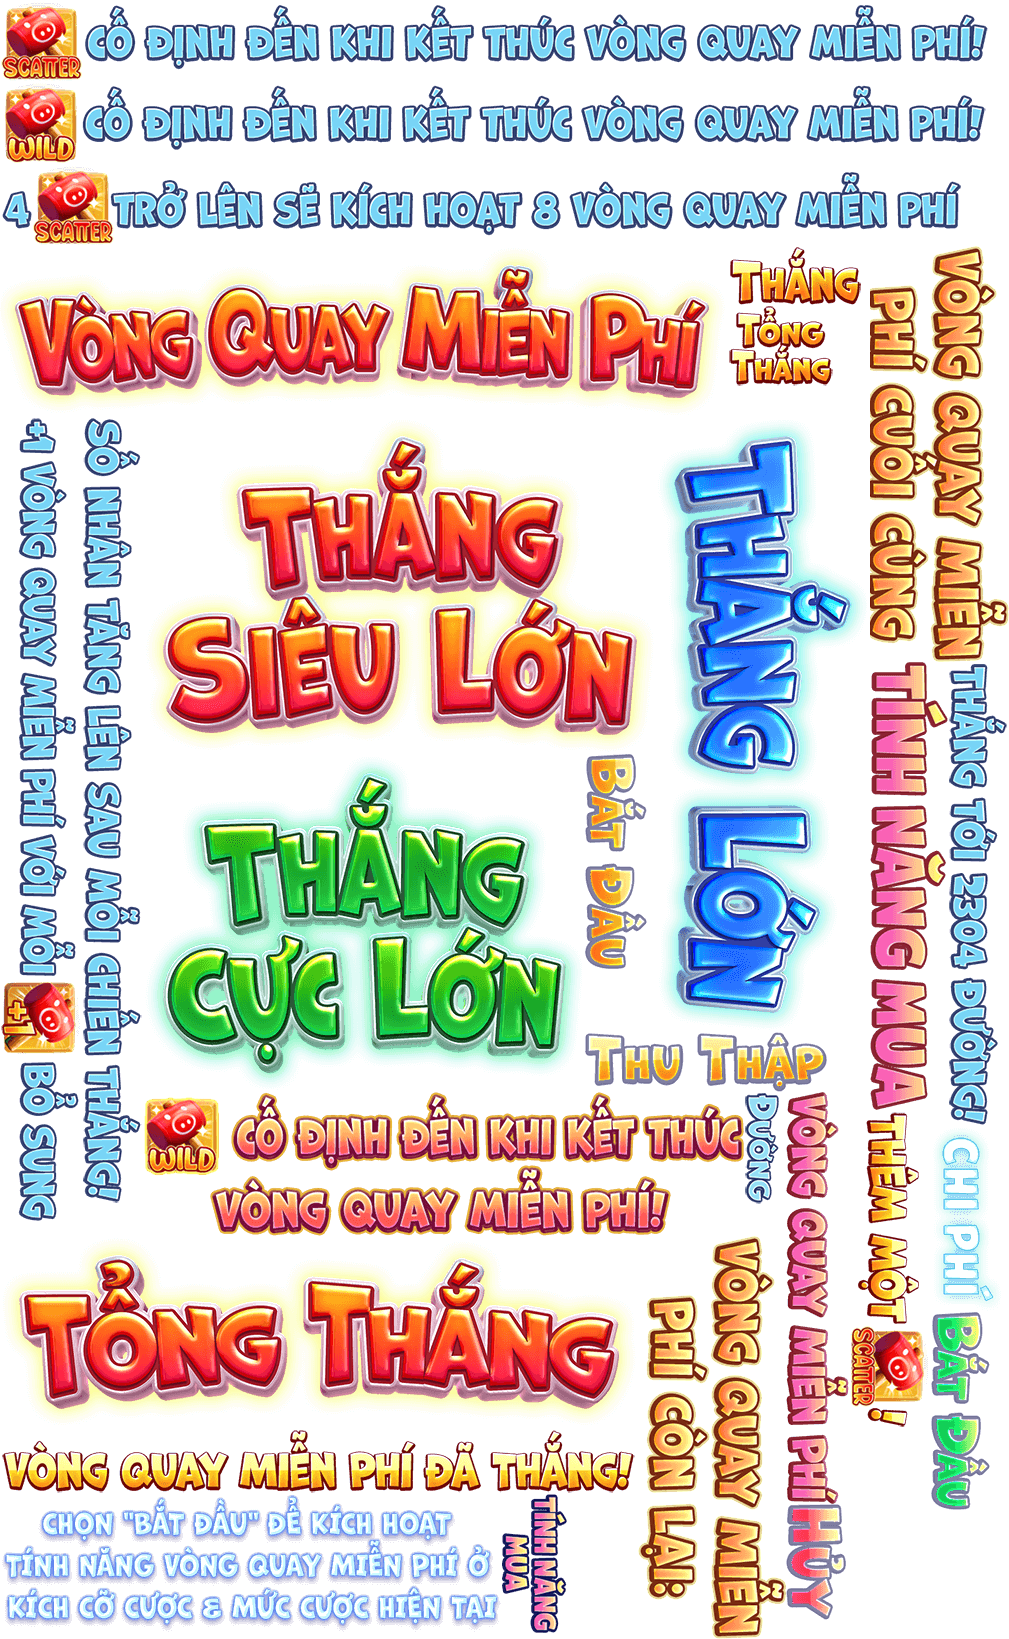 SCATTER CỐ ĐỊNH ĐẾN KHI KẾT THÚC VÒNG QUAY MIỄN PHÍ!
WILD CỐ ĐỊNH ĐẾN KHI KẾT THÚC VÒNG QUAY MIỄN PHÍ!
4 SCATTER TRỞ LÊN SẼ KÍCH HOẠT 8 VÒNG QUAY MIỄN PHÍ
VÒNG QUAY MIỄN PHÍ
THẮNG
TỔNG
THẮNG
VÒNG QUAY MIỄN
PHÍ CUỐI CÙNG
SỐ NHÂN TĂNG LÊN SAU MỖI CHIẾN THẮNG!
+1 VÒNG QUAY MIỄN PHÍ VỚI MỖI +1 BỔ SUNG
THẮNG
SIÊU LỚN
THẮNG LỚN
THẮNG TỚI 2304 ĐƯỜNG!
TÍNH NĂNG MUA
BẮT ĐẦU
THẮNG
CỰC LỚN
THU THẬP
WILD CỐ ĐỊNH ĐẾN KHI KẾT THÚC
VÒNG QUAY MIỄN PHÍ!
ĐƯỜNG
VÒNG QUAY MIỄN PHÍ
THÊM MỘT SCATTER !
CHI PHÍ
BẮT ĐẦU
TỔNG THẮNG
VÒNG QUAY MIỄN
PHÍ CÒN LẠI:
VÒNG QUAY MIỄN PHÍ ĐÃ THẮNG!
CHỌN "BẮT ĐẦU" ĐỂ KÍCH HOẠT
TÍNH NĂNG VÒNG QUAY MIỄN PHÍ Ở
KÍCH CỠ CƯỢC & MỨC CƯỢC HIỆN TẠI
TÍNH NĂNG
MUA
HỦY